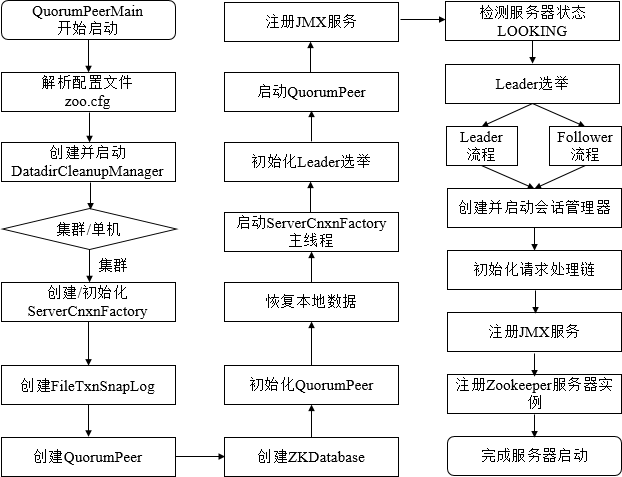 QuorumPeerMain
开始启动
解析配置文件
zoo.cfg
创建并启动
DatadirCleanupManager
集群/单机
集群
创建/初始化
ServerCnxnFactory
创建FileTxnSnapLog
创建QuorumPeer
创建ZKDatabase
初始化QuorumPeer
恢复本地数据
启动ServerCnxnFactory
主线程
初始化Leader选举
启动QuorumPeer
注册JMX服务
检测服务器状态
LOOKING
Leader选举
Leader
流程
Follower
流程
创建并启动会话管理器
初始化请求处理链
注册JMX服务
注册Zookeeper服务器实
例
完成服务器启动